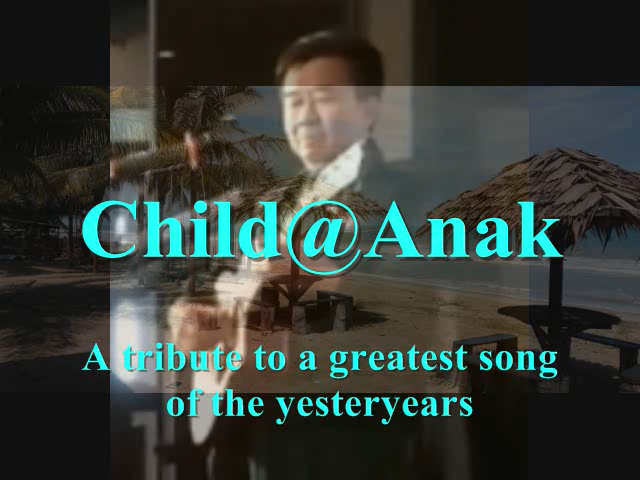 Child@Anak
A tribute to a greatest song
of the yesteryears